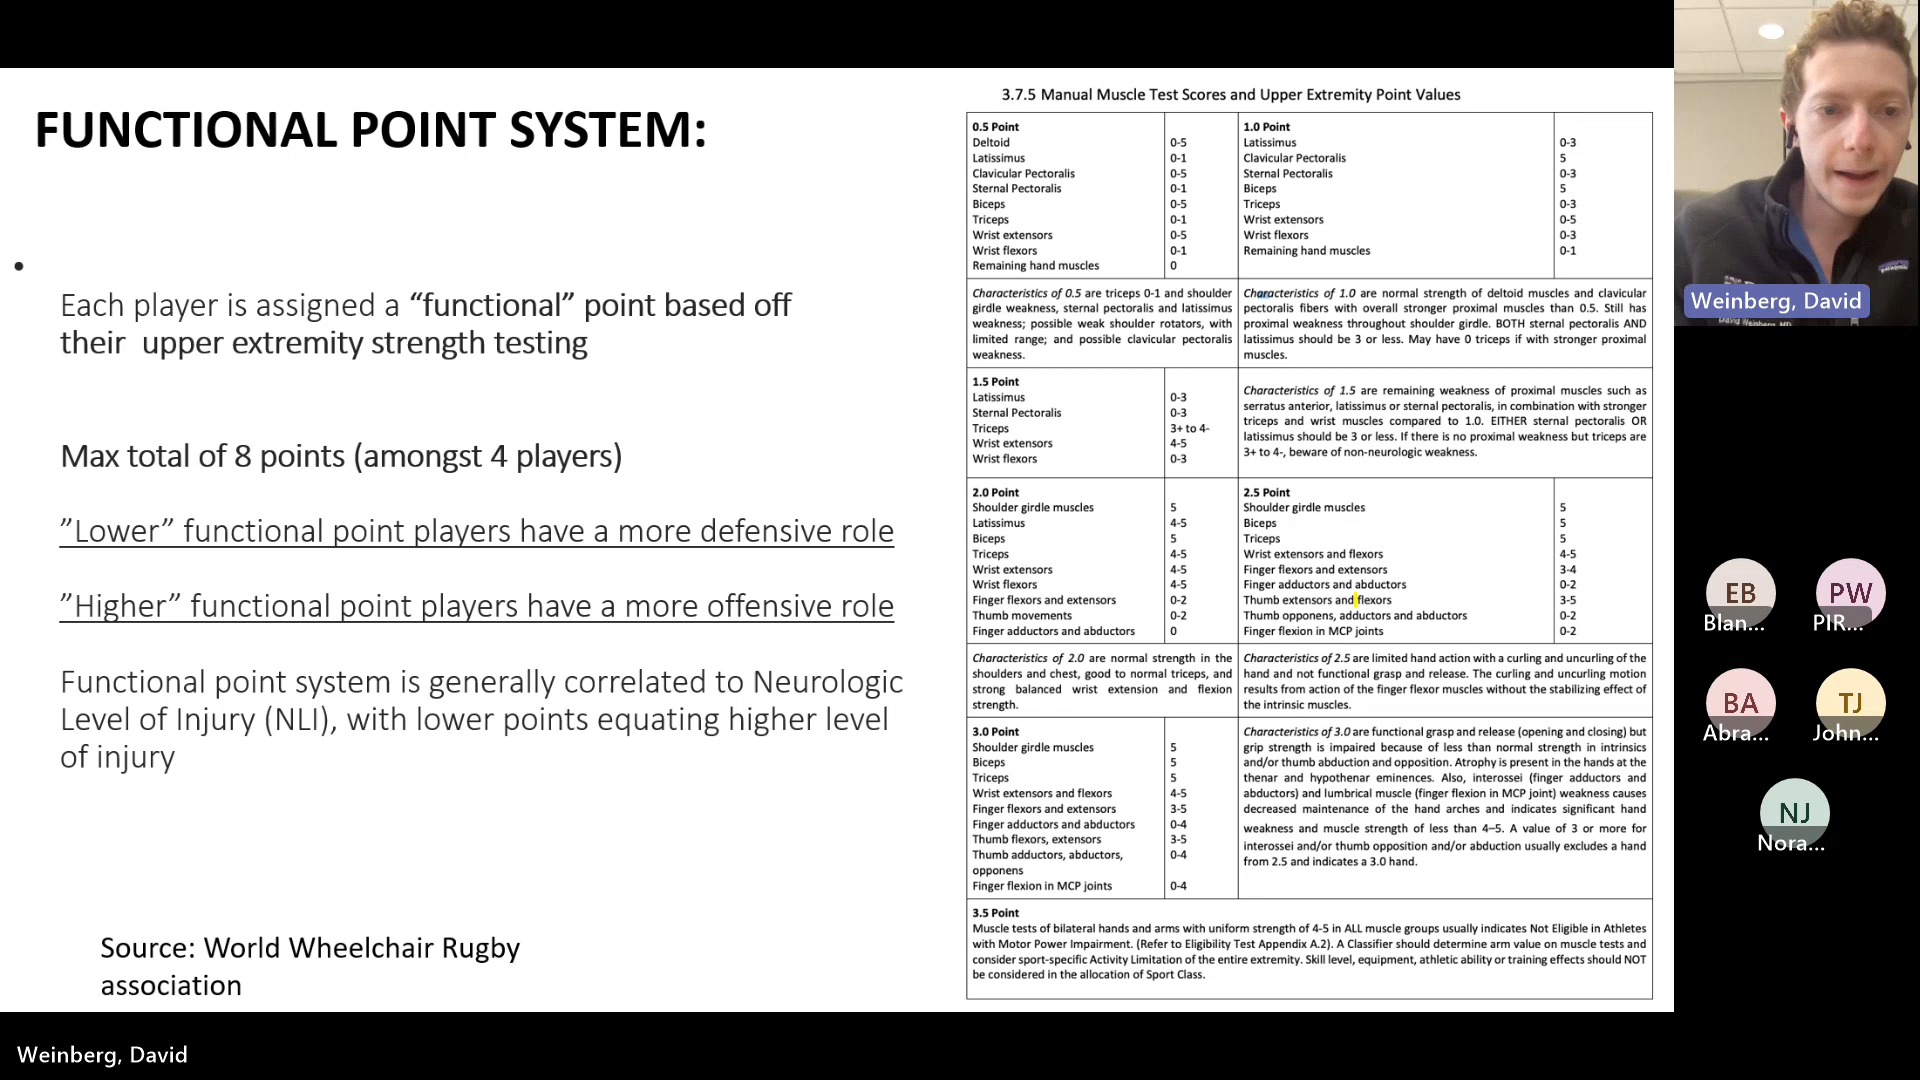 FUNCTIONAL POINT SYSTEM:
•
Each player is assigned a “functional” point based off
their upper extremity strength testing
Max total of 8 points (amongst 4 players)
”Lower” functional point players have a more defensive role
”Higher” functional point players have a more offensive role
Functional point system is generally correlated to Neurologic
Level of Injury (NLI), with lower points equating higher level
of injury
Source: World Wheelchair Rugby
association
3.7.5 Manual Muscle Test Scores and Upper Extremity Point Values
0.5 Point
Deltoid 0-5
Latissimus 0-1
Clavicular Pectoralis 0-5
Sternal Pectoralis 0-1
Biceps 0-5
Triceps 0-1
Wrist extensors 0-5
Wrist flexors 0-1
Remaining hand muscles 0
1.0 Point
Latissimus 0-3
Clavicular Pectoralis 5
Sternal Pectoralis 0-3
Biceps 5
Triceps 0-3
Wrist extensors 0-5
Wrist flexors 0-3
Remaining hand muscles 0-1
Characteristics of 0.5 are triceps 0-1 and shoulder
girdle weakness, sternal pectoralis and latissimus
weakness; possible weak shoulder rotators, with
limited range; and possible clavicular pectoralis
weakness.
Characteristics of 1.0 are normal strength of deltoid muscles and clavicular
pectoralis fibers with overall stronger proximal muscles than 0.5. Still has
proximal weakness throughout shoulder girdle. BOTH sternal pectoralis AND
latissimus should be 3 or less. May have 0 triceps if with stronger proximal
muscles.
1.5 Point
Latissimus 0-3
Sternal Pectoralis 0-3
Triceps 3+ to 4-
Wrist extensors 4-5
Wrist flexors 0-3
Characteristics of 1.5 are remaining weakness of proximal muscles such as
serratus anterior, latissimus or sternal pectoralis, in combination with stronger
triceps and wrist muscles compared to 1.0. EITHER sternal pectoralis OR
latissimus should be 3 or less. If there is no proximal weakness but triceps are
3+ to 4-, beware of non-neurologic weakness.
2.0 Point
Shoulder girdle muscles 5
Latissimus 4-5
Biceps 5
Triceps 4-5
Wrist extensors 4-5
Wrist flexors 4-5
Finger flexors and extensors 0-2
Thumb movements 0-2
Finger adductors and abductors 0
2.5 Point
Shoulder girdle muscles 5
Biceps 5
Triceps 5
Wrist extensors and flexors 4-5
Finger flexors and extensors 3-4
Finger adductors and abductors 0-2
Thumb extensors and flexors 3-5
Thumb opponens, adductors and abductors 0-2
Finger flexion in MCP joints 0-2
Characteristics of 2.0 are normal strength in the
shoulders and chest, good to normal triceps, and
strong balanced wrist extension and flexion
strength.
Characteristics of 2.5 are limited hand action with a curling and uncurling of the
hand and not functional grasp and release. The curling and uncurling motion
results from action of the finger flexor muscles without the stabilizing effect of
the intrinsic muscles.
3.0 Point
Shoulder girdle muscles 5
Biceps 5
Triceps 5
Wrist extensors and flexors 4-5
Finger flexors and extensors 3-5
Finger adductors and abductors 0-4
Thumb flexors, extensors 3-5
Thumb adductors, abductors, 0-4
opponens
Finger flexion in MCP joints 0-4
Characteristics of 3.0 are functional grasp and release (opening and closing) but
grip strength is impaired because of less than normal strength in intrinsics
and/or thumb abduction and opposition. Atrophy is present in the hands at the
thenar and hypothenar eminences. Also, interossei (finger adductors and
abductors) and lumbrical muscle (finger flexion in MCP joint) weakness causes
decreased maintenance of the hand arches and indicates significant hand
weakness and muscle strength of less than 4–5. A value of 3 or more for
interossei and/or thumb opposition and/or abduction usually excludes a hand
from 2.5 and indicates a 3.0 hand.
3.5 Point
Muscle tests of bilateral hands and arms with uniform strength of 4-5 in ALL muscle groups usually indicates Not Eligible in Athletes
with Motor Power Impairment. (Refer to Eligibility Test Appendix A.2). A Classifier should determine arm value on muscle tests and
consider sport-specific Activity Limitation of the entire extremity. Skill level, equipment, athletic ability or training effects should NOT
be considered in the allocation of Sport Class.
patagonia
Weinberg, David
David Weinberg, MD
EB PW
Blan... PIR...
BA TJ
Abra... John...
NJ
Nora...
Weinberg, David